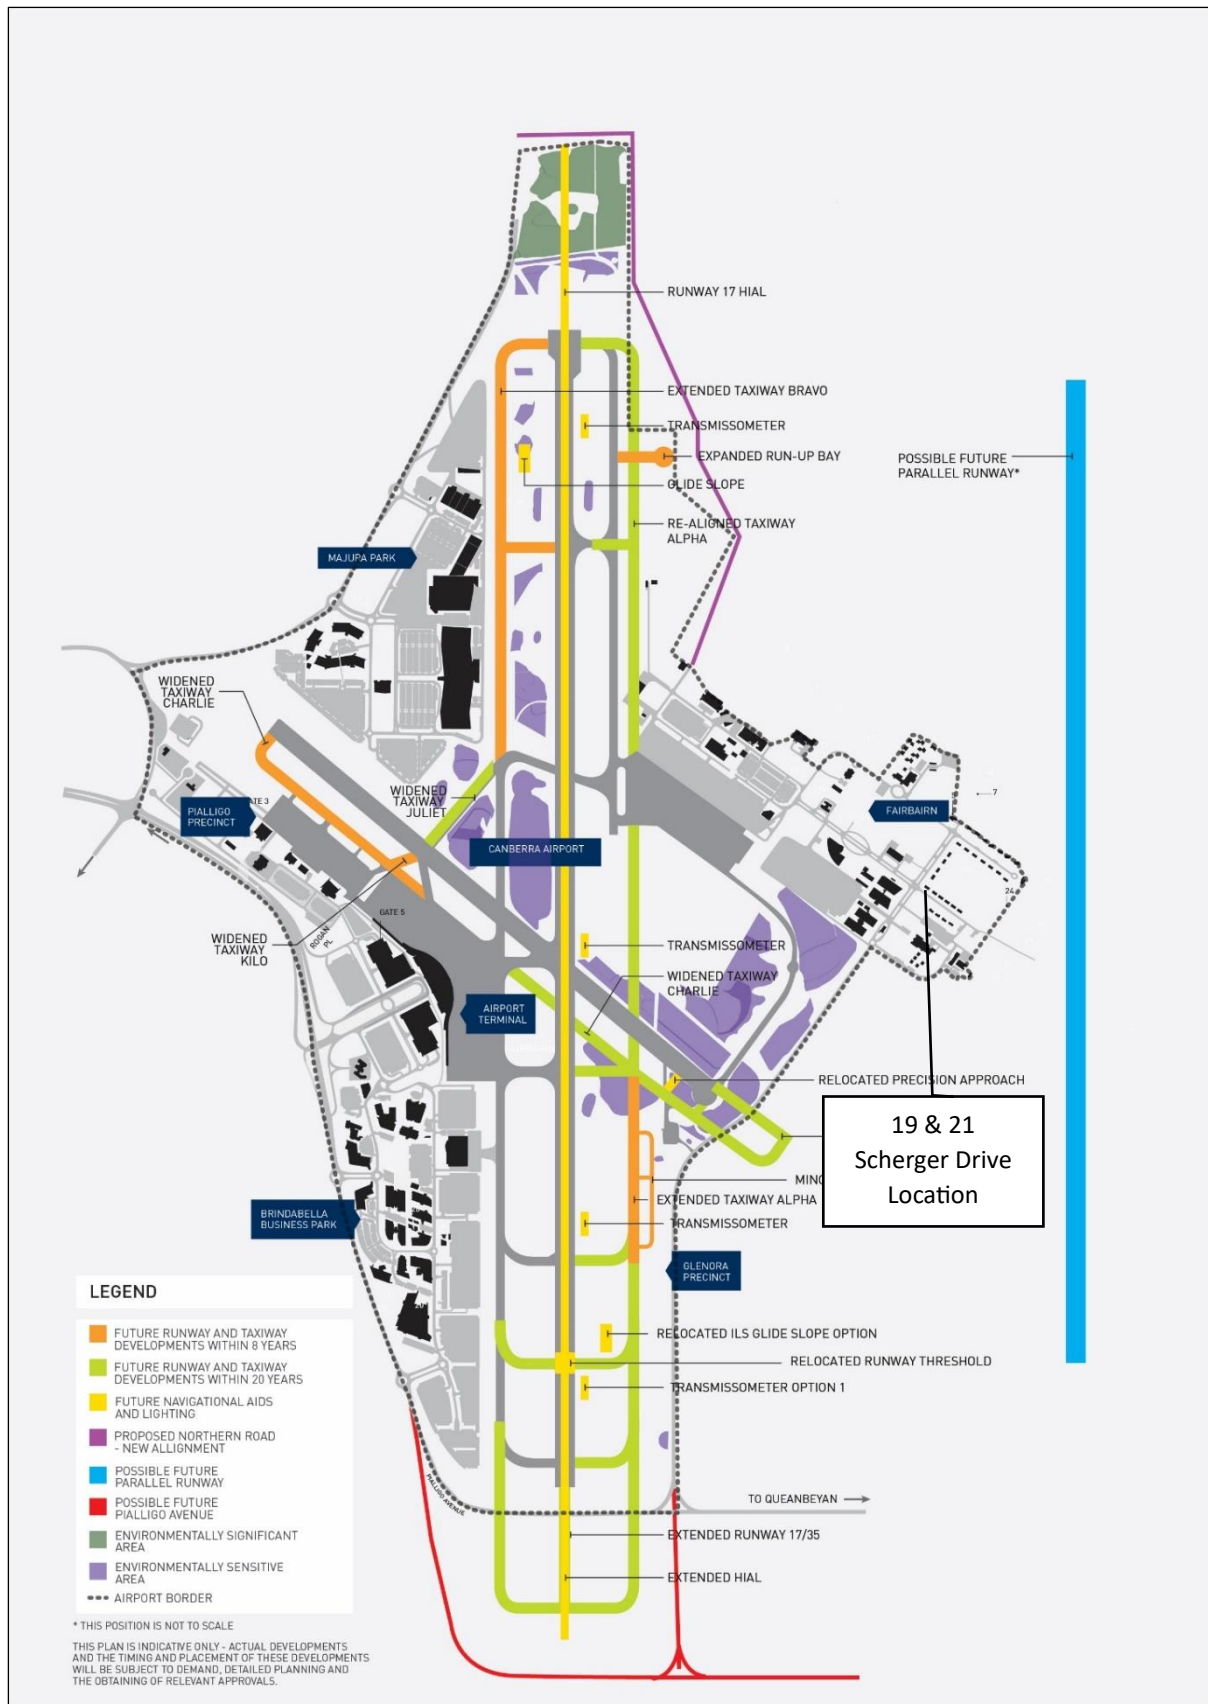 RUNWAY 17 HIAL
EXTENDED TAXIWAY BRAVO
TRANSMISSOMETER
EXPANDED RUN-UP BAY
POSSIBLE FUTURE
PARALLEL RUNWAY*
GLIDE SLOPE
RE-ALIGNED TAXIWAY
ALPHA
MAJURA PARK
WIDENED
TAXIWAY
CHARLIE
WIDENED
TAXIWAY
JULIET
7
PIALLIGO
PRECINCT
FAIRBAIRN
CANBERRA AIRPORT
24
GATE 5
ROGAN
PL
WIDENED
TAXIWAY
KILO
TRANSMISSOMETER
WIDENED TAXIWAY
CHARLIE
AIRPORT
TERMINAL
RELOCATED PRECISION APPROACH
19 & 21
Scherger Drive
Location
EXTENDED TAXIWAY ALPHA
TRANSMISSOMETER
BRINDABELLA
BUSINESS PARK
GLENORA
PRECINCT
RELOCATED ILS GLIDE SLOPE OPTION
RELOCATED RUNWAY THRESHOLD
TRANSMISSOMETER OPTION 1
PIALLIGO AVENUE
TO QUEANBEYAN
EXTENDED RUNWAY 17/35
EXTENDED HIAL
LEGEND
FUTURE RUNWAY AND TAXIWAY
DEVELOPMENTS WITHIN 8 YEARS
FUTURE RUNWAY AND TAXIWAY
DEVELOPMENTS WITHIN 20 YEARS
FUTURE NAVIGATIONAL AIDS
AND LIGHTING
PROPOSED NORTHERN ROAD
- NEW ALLIGNMENT
POSSIBLE FUTURE
PARALLEL RUNWAY
POSSIBLE FUTURE
PIALLIGO AVENUE
ENVIRONMENTALLY SIGNIFICANT
AREA
ENVIRONMENTALLY SENSITIVE
AREA
AIRPORT BORDER
* THIS POSITION IS NOT TO SCALE
THIS PLAN IS INDICATIVE ONLY - ACTUAL DEVELOPMENTS
AND THE TIMING AND PLACEMENT OF THESE DEVELOPMENTS
WILL BE SUBJECT TO DEMAND, DETAILED PLANNING AND
THE OBTAINING OF RELEVANT APPROVALS.